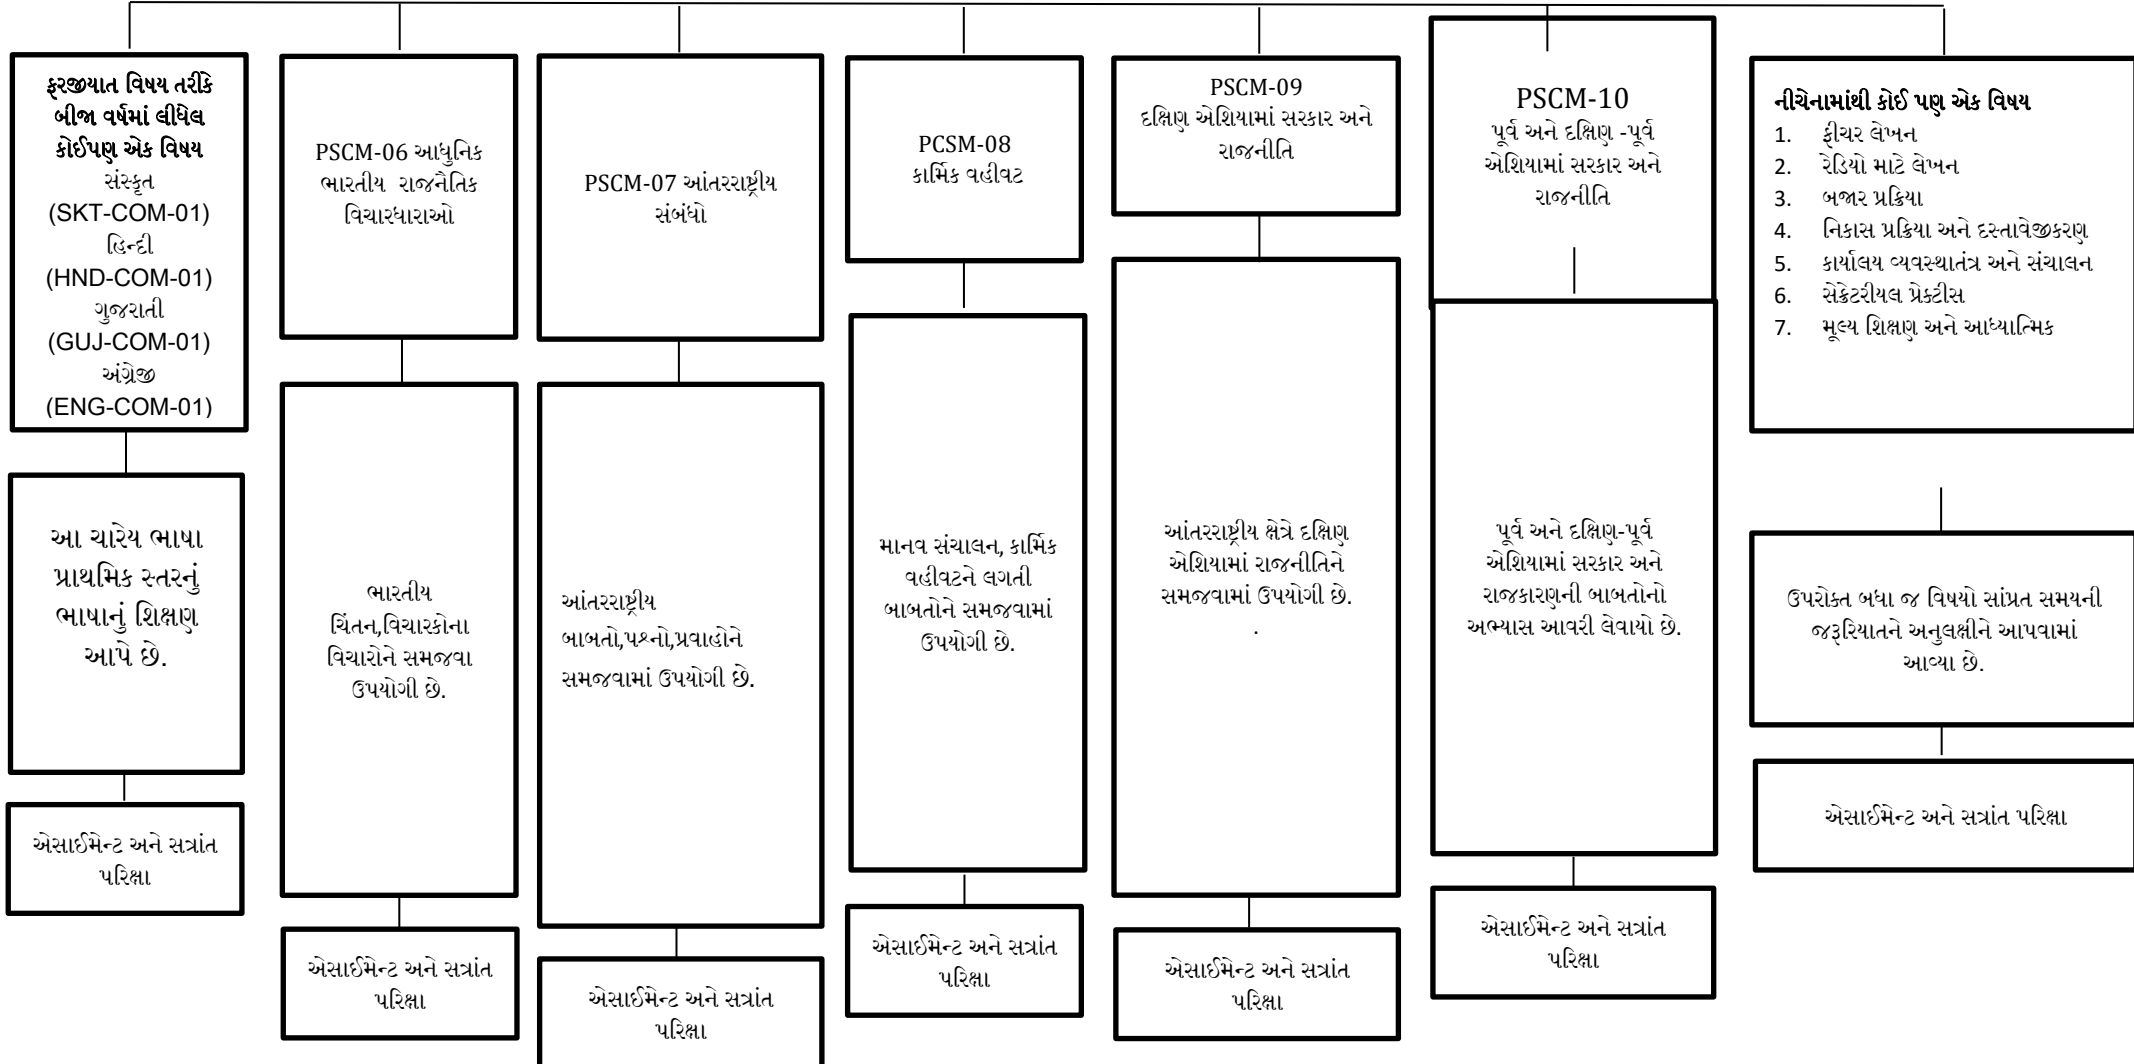 ફરજીયાત વિષય તરીકે
બીજા વર્ષમાં લીધેલ
કોઈપણ એક વિષય
સંસ્કૃત
(SKT-COM-01)
હિન્દી
(HND-COM-01)
ગુજરાતી
(GUJ-COM-01)
અંગ્રેજી
(ENG-COM-01)
આ ચારેય ભાષા
પ્રાથમિક સ્તરનું
ભાષાનું શિક્ષણ
આપે છે.
એસાઈમેન્ટ અને સત્રાંત
પરિક્ષા
PSCM-06 આધુનિક
ભારતીય રાજનૈતિક
વિચારધારાઓ
ભારતીય
ચિંતન,વિચારકોના
વિચારોને સમજવા
ઉપયોગી છે.
એસાઈમેન્ટ અને સત્રાંત
પરિક્ષા
PSCM-07 આંતરરાષ્ટ્રીય
સંબંધો
આંતરરાષ્ટ્રીય
બાબતો,પશ્નો,પ્રવાહોને
સમજવામાં ઉપયોગી છે.
એસાઈમેન્ટ અને સત્રાંત
પરિક્ષા
PCSM-08
કાર્મિક વહીવટ
માનવ સંચાલન, કાર્મિક
વહીવટને લગતી
બાબતોને સમજવામાં
ઉપયોગી છે.
એસાઈમેન્ટ અને સત્રાંત
પરિક્ષા
PSCM-09
દક્ષિણ એશિયામાં સરકાર અને
રાજનીતિ
આંતરરાષ્ટ્રીય ક્ષેત્રે દક્ષિણ
એશિયામાં રાજનીતિને
સમજવામાં ઉપયોગી છે.
.
એસાઈમેન્ટ અને સત્રાંત
પરિક્ષા
PSCM-10
પૂર્વ અને દક્ષિણ -પૂર્વ
એશિયામાં સરકાર અને
રાજનીતિ
પૂર્વ અને દક્ષિણ-પૂર્વ
એશિયામાં સરકાર અને
રાજકારણની બાબતોનો
અભ્યાસ આવરી લેવાયો છે.
એસાઈમેન્ટ અને સત્રાંત
પરિક્ષા
નીચેનામાંથી કોઈ પણ એક વિષય
1. ફીચર લેખન
2. રેડિયો માટે લેખન
3. બજાર પ્રક્રિયા
4. નિકાસ પ્રક્રિયા અને દસ્તાવેજીકરણ
5. કાર્યાલય વ્યવસ્થાતંત્ર અને સંચાલન
6. સેક્રેટરીયલ પ્રેક્ટીસ
7. મૂલ્ય શિક્ષણ અને આધ્યાત્મિક
ઉપરોક્ત બધા જ વિષયો સાંપ્રત સમયની
જરૂરિયાતને અનુલક્ષીને આપવામાં
આવ્યા છે.
એસાઈમેન્ટ અને સત્રાંત પરિક્ષા